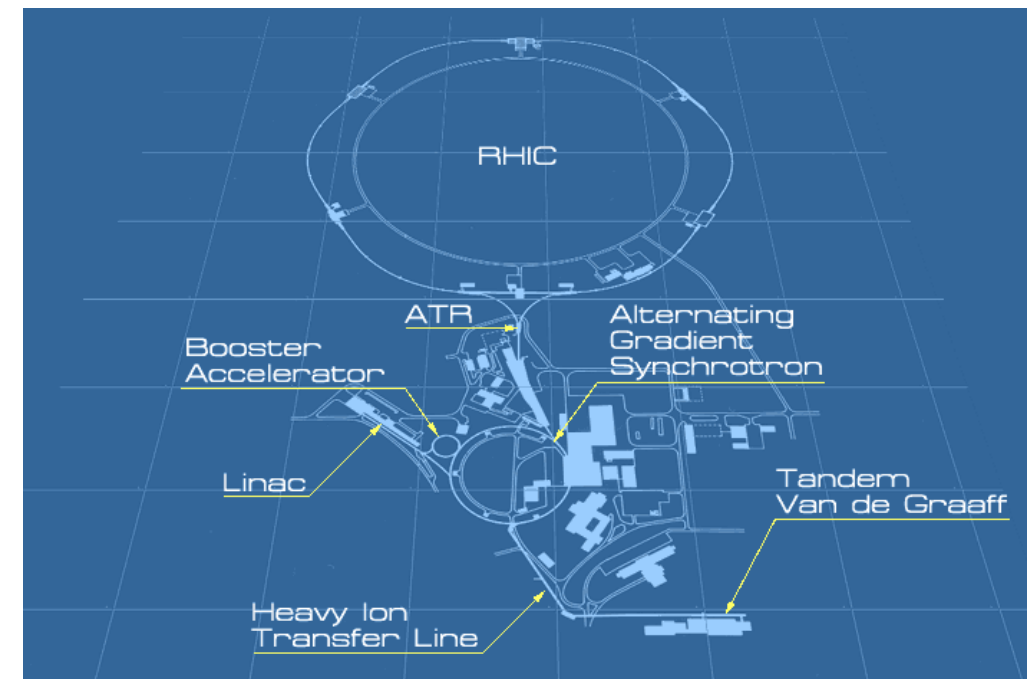 RHIC
ATR
Alternating
Gradient
Synchrotron
Booster
Accelerator
Linac
Tandem
Van de Graaff
Heavy Ion
Transfer Line